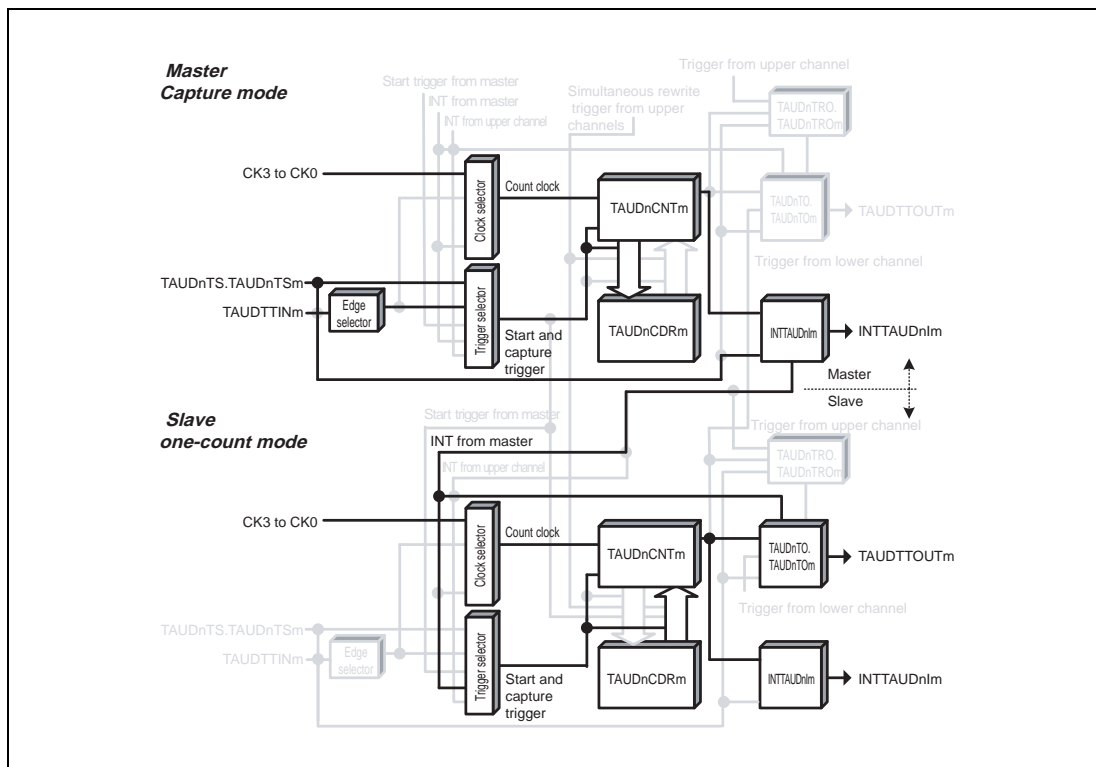 Master
Capture mode
Trigger from upper channel
Start trigger from master
INT from master
INT from upper channel
Simultaneous rewrite
trigger from upper
channels
TAUDnTRO.
TAUDnTROm
CK3 to CK0
Clock selector
Count clock
TAUDnCNTm
TAUDnTO.
TAUDnTOm
TAUDTTOUTm
Trigger from lower channel
TAUDnTS.TAUDnTSm
TAUDTTINm
Edge
selector
Trigger selector
Start and
capture
trigger
TAUDnCDRm
INTTAUDnIm
INTTAUDnIm
Master
Slave
Slave
one-count mode
Start trigger from master
INT from master
INT from upper channel
Trigger from upper channel
TAUDnTRO.
TAUDnTROm
CK3 to CK0
Clock selector
Count clock
TAUDnCNTm
TAUDnTO.
TAUDnTOm
TAUDTTOUTm
Trigger from lower channel
TAUDnTS.TAUDnTSm
TAUDTTINm
Edge
selector
Trigger selector
Start and
capture
trigger
TAUDnCDRm
INTTAUDnIm
INTTAUDnIm